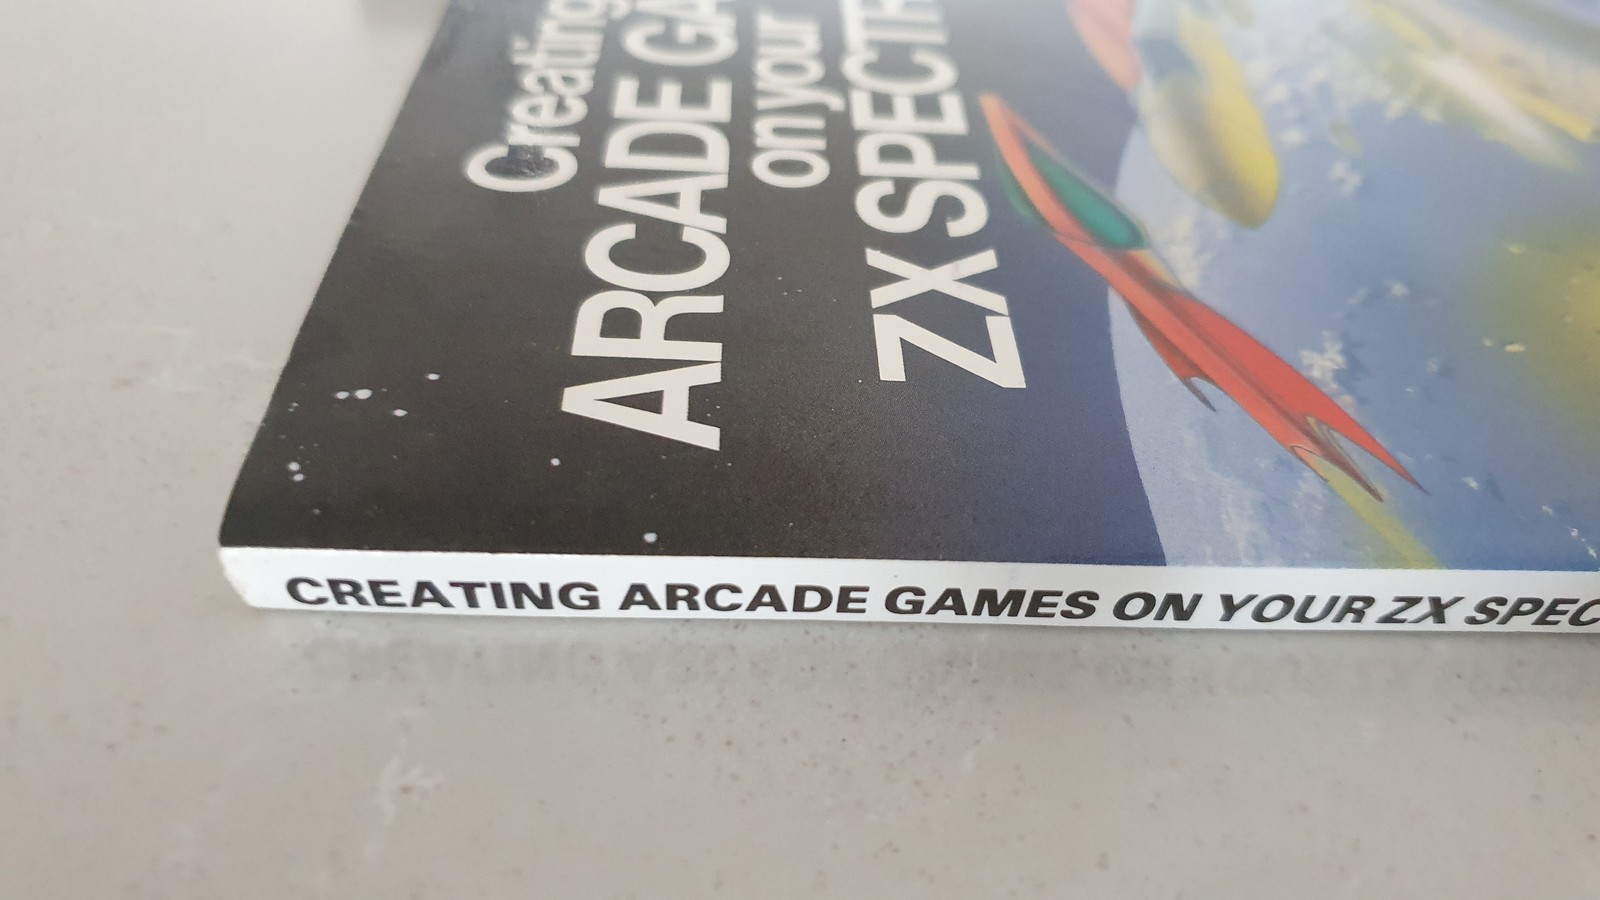 Creating
ARCADE GA
on your
ZX SPECTR
CREATING ARCADE GAMES ON YOUR ZX SPEC